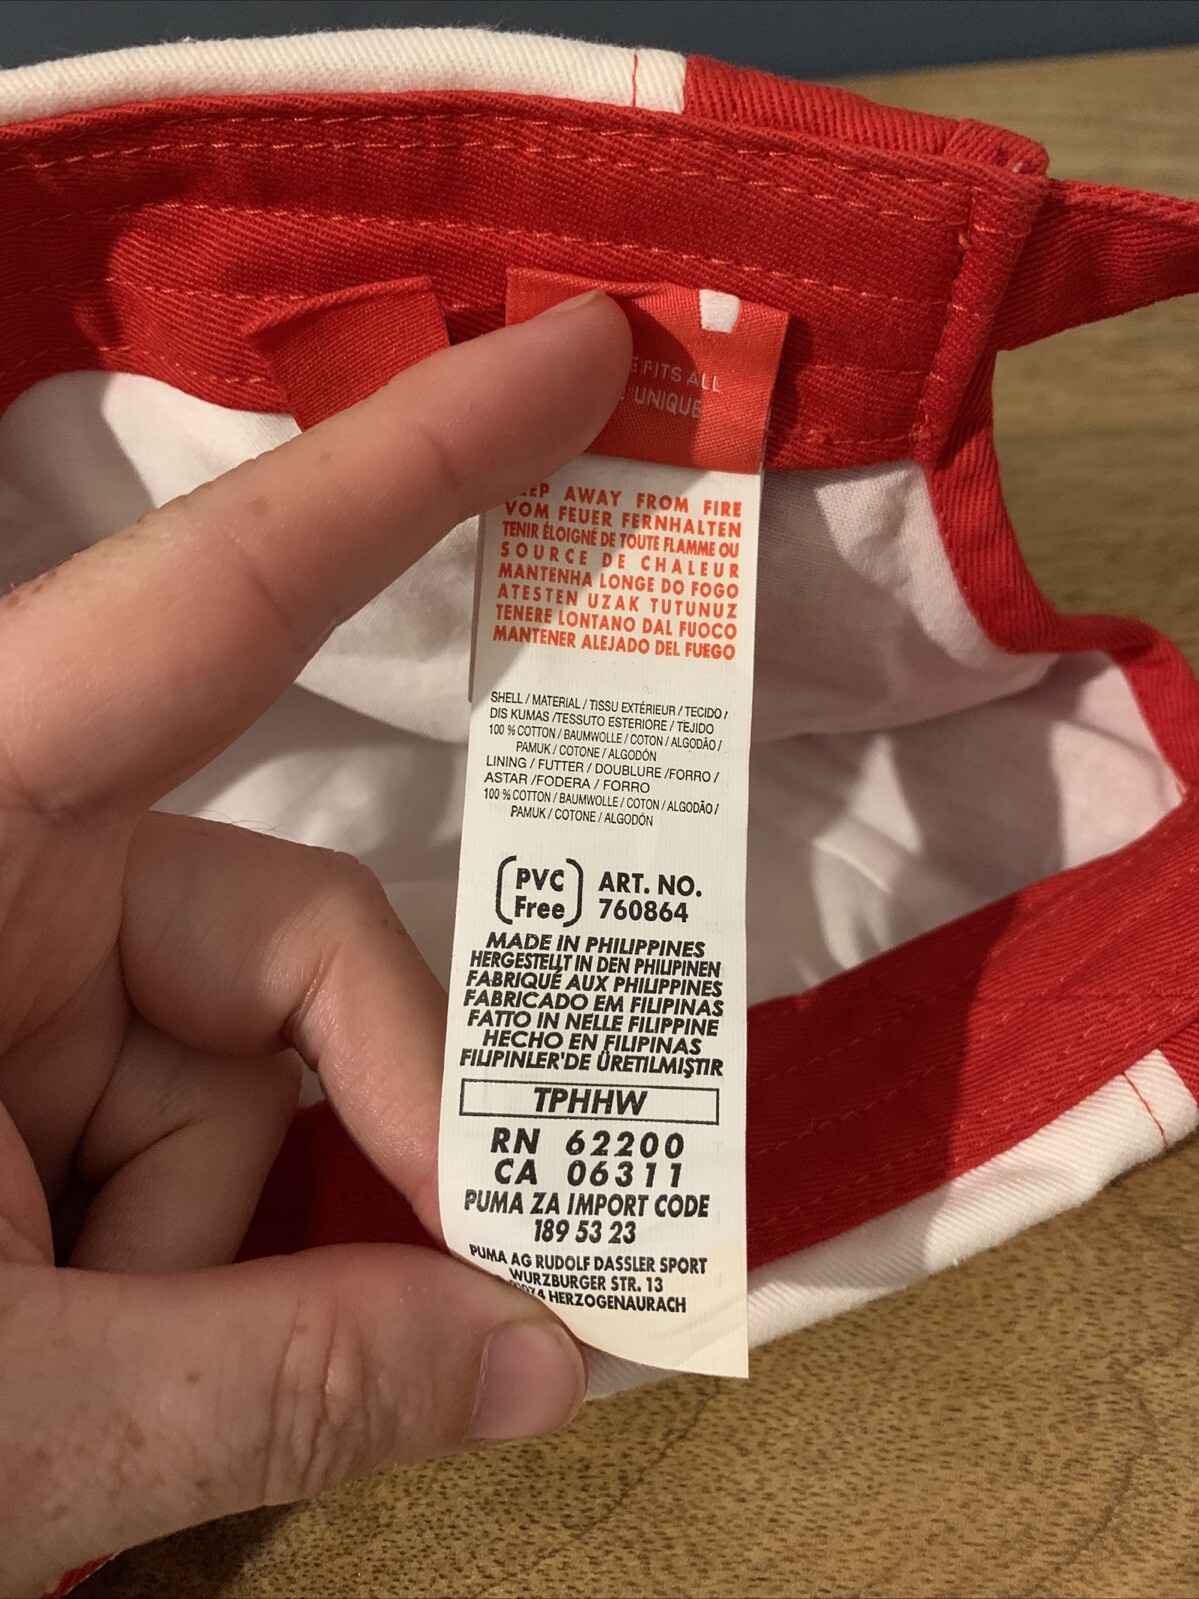 FITS ALL
UNIQUE
AWAY FROM FIRE
VOM FEUER FERNHALTEN
TENIR ÉLOIGNÉ DE TOUTE FLAMME OU
SOURCE DE CHALEUR
MANTENHA LONGE DO FOGO
ATESTEN UZAK TUTUNUZ
TENERE LONTANO DAL FUOCO
MANTENER ALEJADO DEL FUEGO
SHELL / MATERIAL / TISSU EXTÉRIEUR / TECIDO /
DIS KUMAS /TESSUTO ESTERIORE / TEJIDO
100 % COTTON / BAUMWOLLE / COTON / ALGODÃO /
PAMUK / COTONE / ALGODÓN
LINING / FUTTER / DOUBLURE /FORRO /
ASTAR /FODERA / FORRO
100 % COTTON / BAUMWOLLE / COTON / ALGODÃO /
PAMUK / COTONE / ALGODÓN
PVC
Free
ART. NO.
760864
MADE IN PHILIPPINES
HERGESTELLT IN DEN PHILIPINEN
FABRIQUÉ AUX PHILIPPINES
FABRICADO EM FILIPINAS
FATTO IN NELLE FILIPPINE
HECHO EN FILIPINAS
FILIPINLER'DE ÜRETILMIŞTIR
TPHHW
RN 62200
CA 06311
PUMA ZA IMPORT CODE
189 53 23
PUMA AG RUDOLF DASSLER SPORT
WURZBURGER STR. 13
HERZOGENAURACH